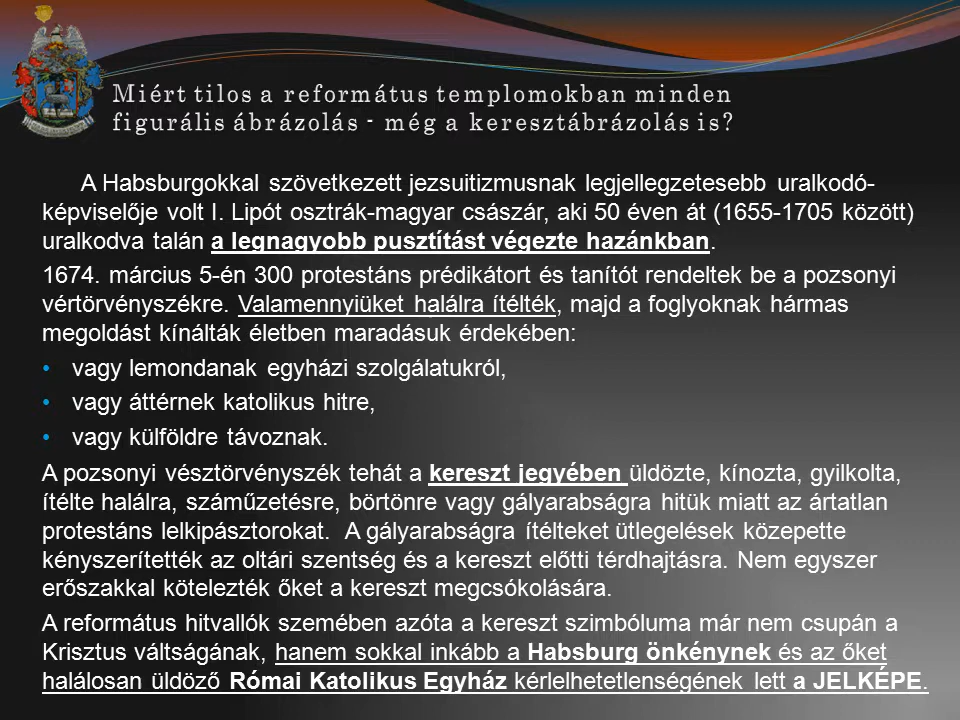 Miért tilos a református templomokban minden
figurális ábrázolás - még a keresztábrázolás is?
A Habsburgokkal szövetkezett jezsuitizmusnak legjellegzetesebb uralkodó-
képviselője volt I. Lipót osztrák-magyar császár, aki 50 éven át (1655-1705 között)
uralkodva talán a legnagyobb pusztítást végezte hazánkban.
1674. március 5-én 300 protestáns prédikátort és tanítót rendeltek be a pozsonyi
vértörvényszékre. Valamennyiüket halálra ítélték, majd a foglyoknak hármas
megoldást kínálták életben maradásuk érdekében:
• vagy lemondanak egyházi szolgálatukról,
• vagy áttérnek katolikus hitre,
• vagy külföldre távoznak.
A pozsonyi vésztörvényszék tehát a kereszt jegyében üldözte, kínozta, gyilkolta,
ítélte halálra, száműzetésre, börtönre vagy gályarabságra hitük miatt az ártatlan
protestáns lelkipásztorokat. A gályarabságra ítélteket ütlegelések közepette
kényszerítették az oltári szentség és a kereszt előtti térdhajtásra. Nem egyszer
erőszakkal kötelezték őket a kereszt megcsókolására.
A református hitvallók szemében azóta a kereszt szimbóluma már nem csupán a
Krisztus váltságának, hanem sokkal inkább a Habsburg önkénynek és az őket
halálosan üldöző Római Katolikus Egyház kérlelhetetlenségének lett a JELKÉPE.